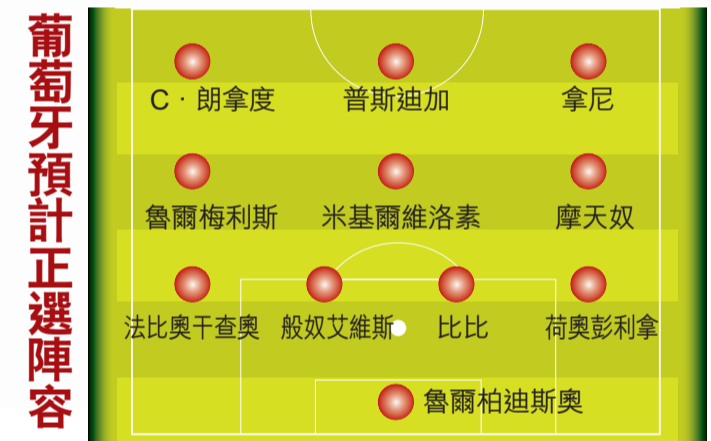 葡萄牙預計正選陣容
C‧朗拿度 普斯迪加 拿尼
魯爾梅利斯 米基爾維洛素 摩天奴
法比奧干查奧 般奴艾維斯 比比 荷奧彭利拿
魯爾柏迪斯奧